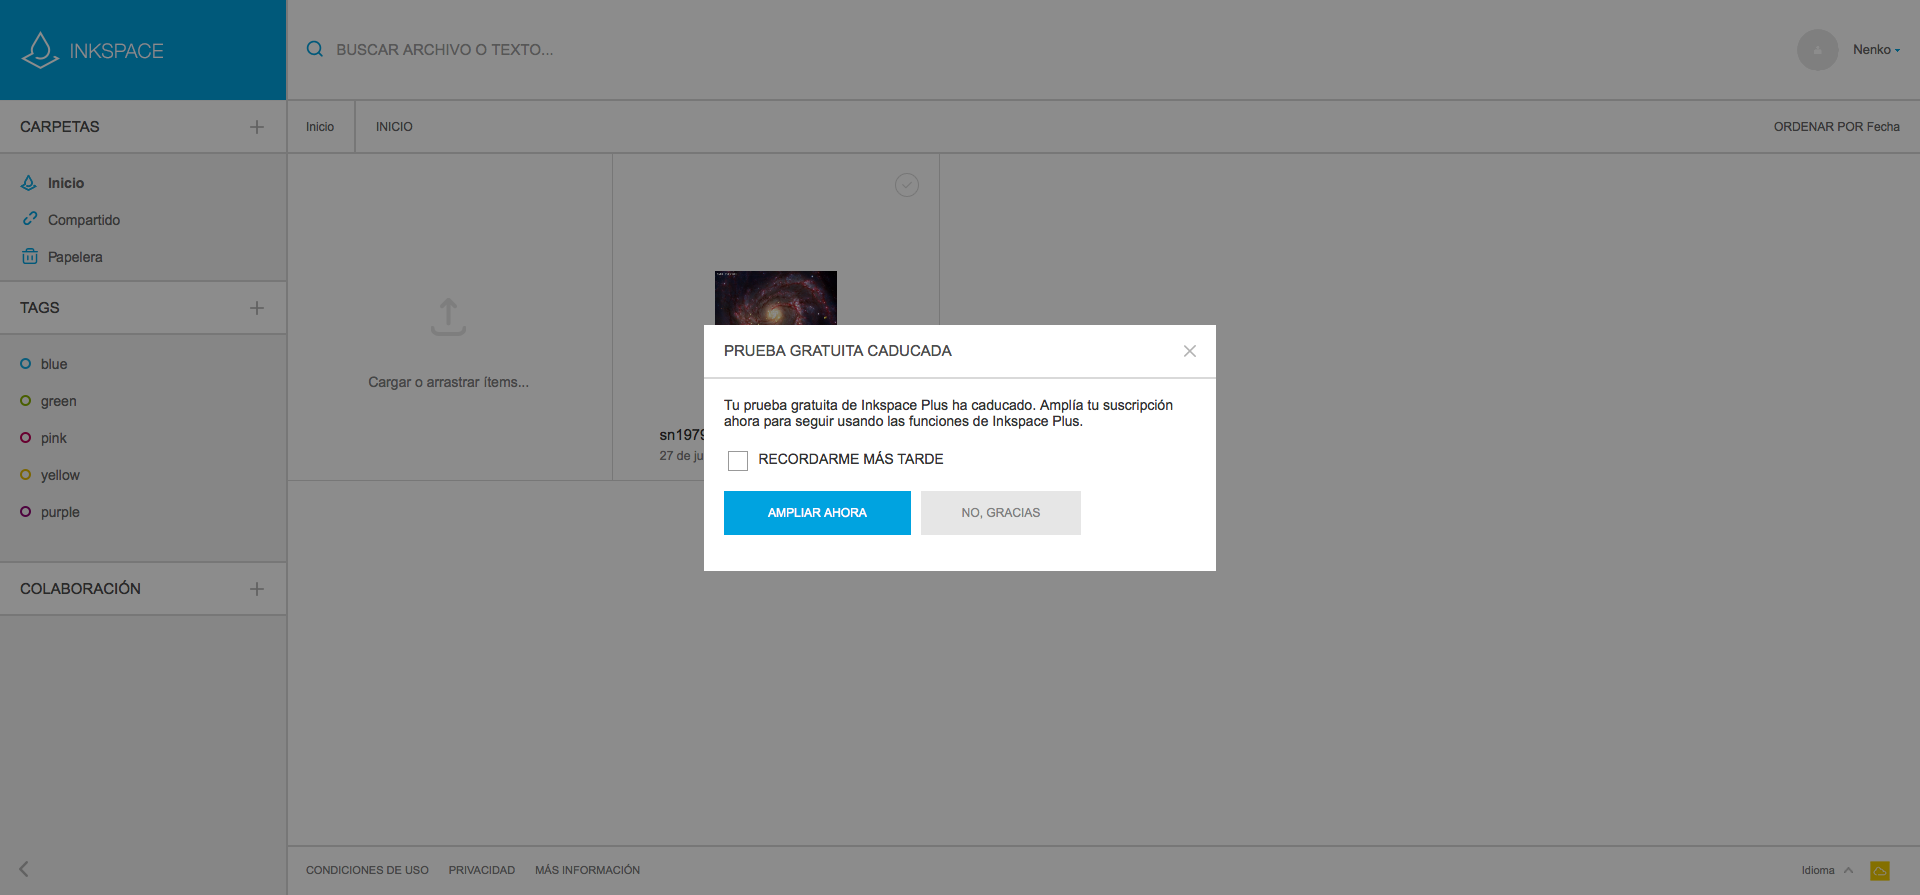 INKSPACE
BUSCAR ARCHIVO O TEXTO...
Nenko
CARPETAS
Inicio
INICIO
ORDENAR POR Fecha
Inicio
Compartido
Papelera
TAGS
blue
green
pink
yellow
purple
COLABORACIÓN
Cargar o arrastrar ítems...
sn1979
27 de ju
PRUEBA GRATUITA CADUCADA
Tu prueba gratuita de Inkspace Plus ha caducado. Amplía tu suscripción
ahora para seguir usando las funciones de Inkspace Plus.
RECORDARME MÁS TARDE
AMPLIAR AHORA
NO, GRACIAS
CONDICIONES DE USO
PRIVACIDAD
MÁS INFORMACIÓN
Idioma